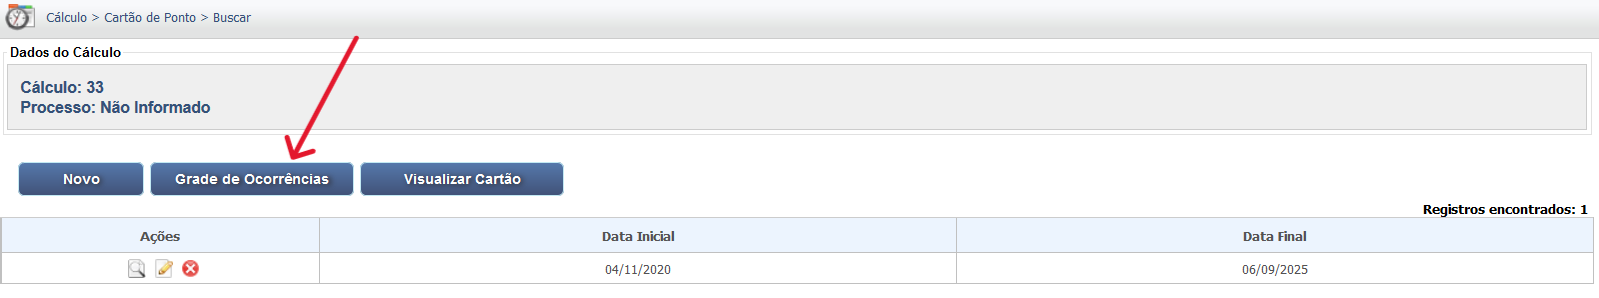 Cálculo > Cartão de Ponto > Buscar
Dados do Cálculo
Cálculo: 33
Processo: Não Informado
Novo
Grade de Ocorrências
Visualizar Cartão
Registros encontrados: 1
Ações Data Inicial Data Final
04/11/2020 06/09/2025